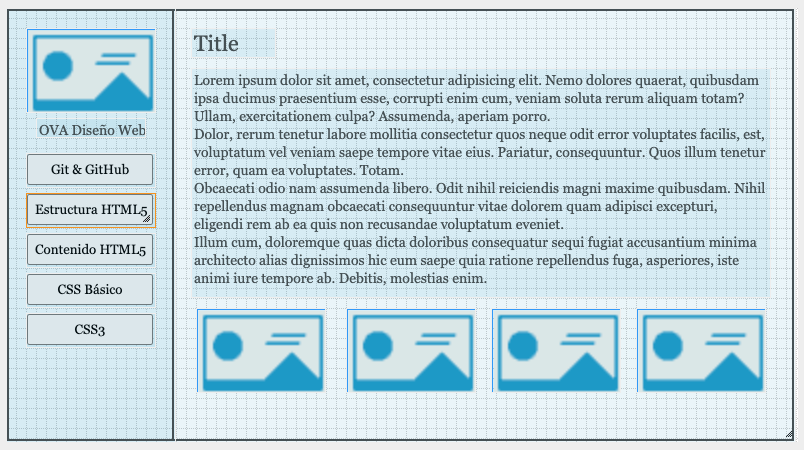 OVA Diseño Web
Git & GitHub
Estructura HTML5
Contenido HTML5
CSS Básico
CSS3
Title
Lorem ipsum dolor sit amet, consectetur adipisicing elit. Nemo dolores quaerat, quibusdam
ipsa ducimus praesentium esse, corrupti enim cum, veniam soluta rerum aliquam totam?
Ullam, exercitationem culpa? Assumenda, aperiam porro.
Dolor, rerum tenetur labore mollitia consectetur quos neque odit error voluptates facilis, est,
voluptatum vel veniam saepe tempore vitae eius. Pariatur, consequuntur. Quos illum tenetur
error, quam ea voluptates. Totam.
Obcaecati odio nam assumenda libero. Odit nihil reiciendis magni maxime quibusdam. Nihil
repellendus magnam obcaecati consequuntur vitae dolorem quam adipisci excepturi,
eligendi rem ab ea quis non recusandae voluptatum eveniet.
Illum cum, doloremque quas dicta doloribus consequatur sequi fugiat accusantium minima
architecto alias dignissimos hic eum saepe quia ratione repellendus fuga, asperiores, iste
animi iure tempore ab. Debitis, molestias enim.